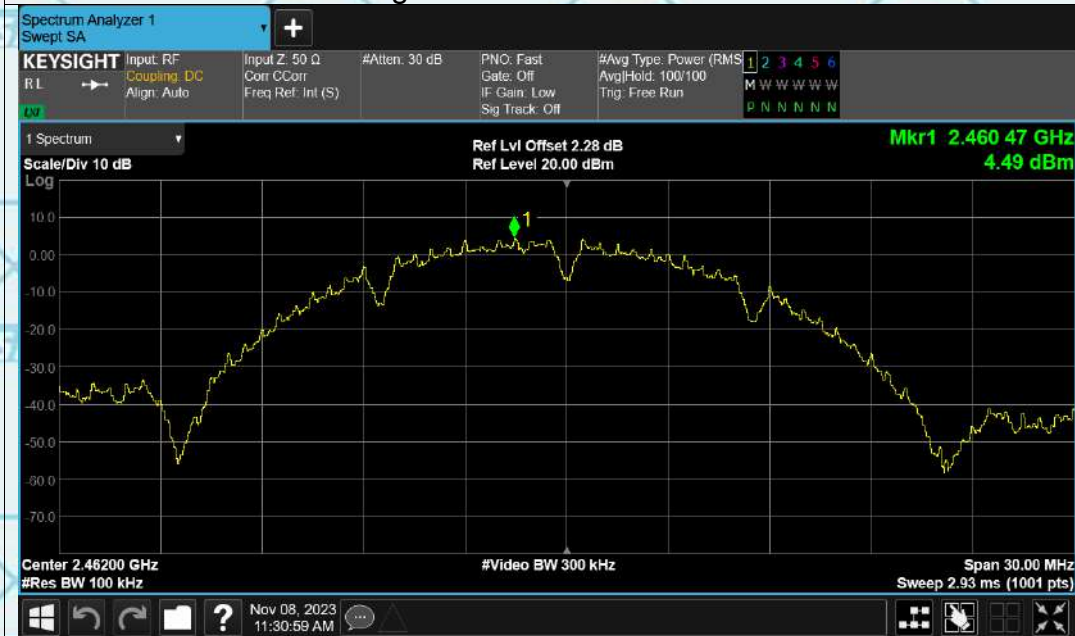 Spectrum Analyzer 1
Swept SA
+
KEYSIGHT
RL
LXI
Input: RF
Coupling: DC
Align: Auto
Input Z: 50 Ω
Corr CCorr
Freq Ref: Int (S)
#Atten: 30 dB
PNO: Fast
Gate: Off
IF Gain: Low
Sig Track: Off
#Avg Type: Power (RMS
Avg|Hold: 100/100
Trig: Free Run
1 2 3 4 5 6
M W W W W W
P N N N N N
1 Spectrum
Scale/Div 10 dB
Log
Ref Lvl Offset 2.28 dB
Ref Level 20.00 dBm
Mkr1 2.460 47 GHz
4.49 dBm
1
10.0
0.00
-10.0
-20.0
-30.0
-40.0
-50.0
-60.0
-70.0
Center 2.46200 GHz
#Res BW 100 kHz
#Video BW 300 kHz
Span 30.00 MHz
Sweep 2.93 ms (1001 pts)
?
Nov 08, 2023
11:30:59 AM